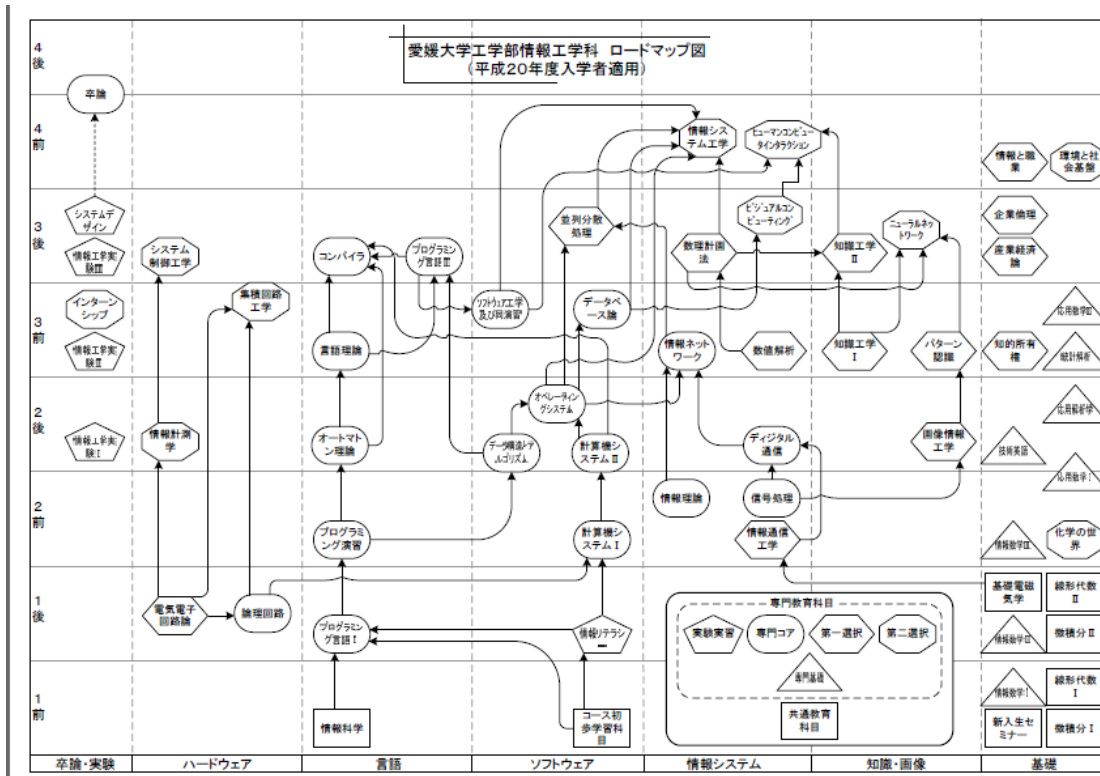 愛媛大学工学部情報工学科 ロードマップ図
(平成20年度入学者適用)
4
後
卒論
4
前
情報シス
テム工学
ヒューマンコンピュー
タインタラクション
情報と職
業
環境と社
会基盤
3
後
システムデ
ザイン
情報工学実
験III
システム
制御工学
コンパイラ
プログラミン
グ言語II
並列分散
処理
ビジュアルコン
ピューティング
数理計画
法
知識工学
II
ニューラルネッ
トワーク
企業倫理
産業経済
論
3
前
インターン
シップ
情報工学実
験II
集積回路
工学
言語理論
ソフトウェア工学
及び同演習
データベ
ース論
情報ネット
ワーク
数値解析
知識工学
I
パターン
認識
知的所有
権
応用数学II
統計解析
2
後
情報工学実
験I
情報計測
学
オートマト
ン理論
データ構造とア
ルゴリズム
オペレーティン
グシステム
計算機シ
ステムII
ディジタル
通信
画像情報
工学
技術英語
応用解析学
2
前
プログラミ
ング演習
計算機シ
ステムI
情報理論
信号処理
情報通信
工学
応用数学I
情報数学III
化学の世
界
1
後
電気電子
回路論
論理回路
プログラミン
グ言語I
情報リテラシ
ー
基礎電磁
気学
線形代数
II
情報数学II
微積分II
専門教育科目
実験実習
専門コア
第一選択
第二選択
専門基礎
共通教育
科目
1
前
情報科学
コース初
歩学習科
目
情報数学I
線形代数
I
新入生セ
ミナー
微積分I
卒論・実験
ハードウェア
言語
ソフトウェア
情報システム
知識・画像
基礎